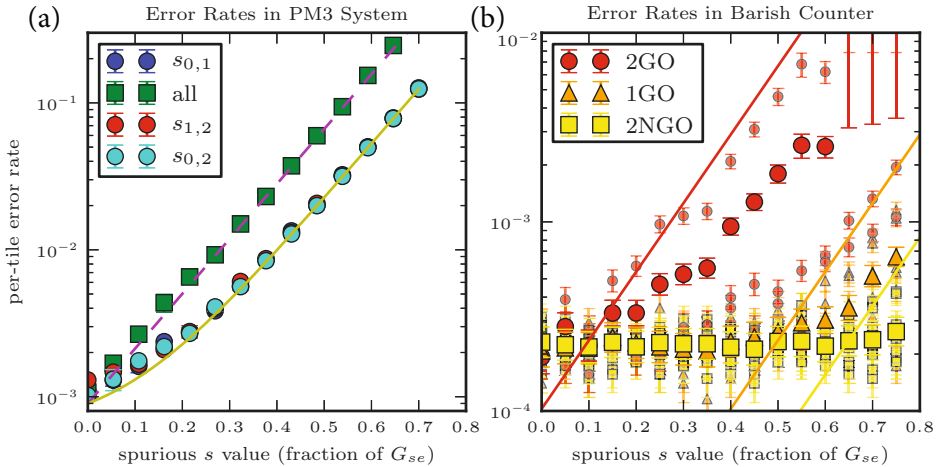 (a)
Error Rates in PM3 System
s0,1
all
s1,2
s0,2
per-tile error rate
10−1
10−2
10−3
0.0 0.1 0.2 0.3 0.4 0.5 0.6 0.7 0.8
spurious s value (fraction of Gse)
(b)
Error Rates in Barish Counter
2GO
1GO
2NGO
10−2
10−3
10−4
0.0 0.1 0.2 0.3 0.4 0.5 0.6 0.7 0.8
spurious s value (fraction of Gse)